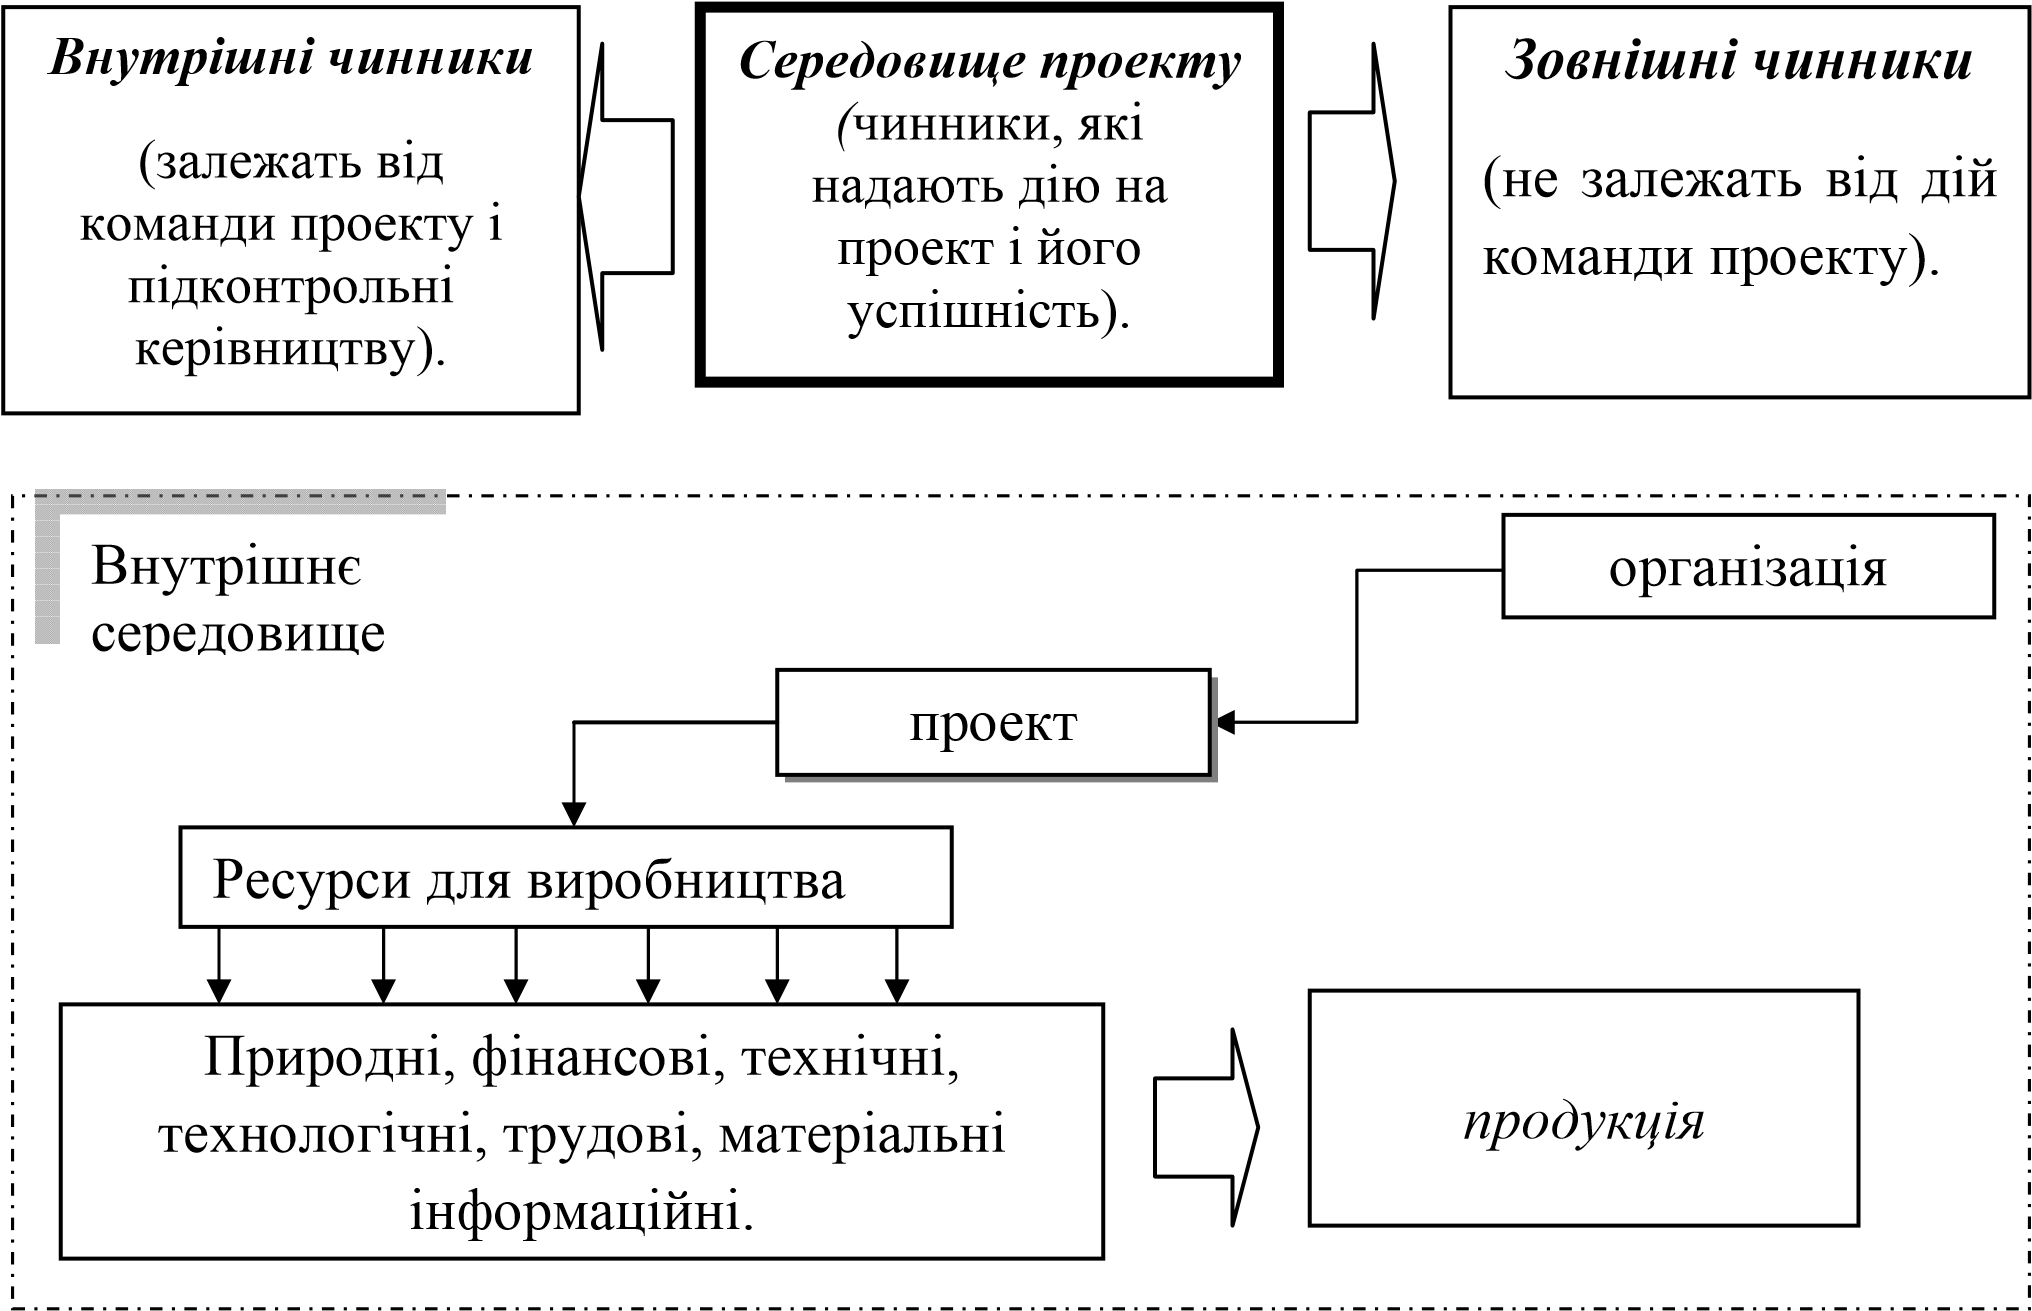 Внутрішні чинники
(залежать від
команди проекту і
підконтрольні
керівництву).
Середовище проекту
(чинники, які
надають дію на
проект і його
успішність).
Зовнішні чинники
(не залежать від дій
команди проекту).
Внутрішнє
середовище
організація
проект
Ресурси для виробництва
Природні, фінансові, технічні,
технологічні, трудові, матеріальні
інформаційні.
продукція